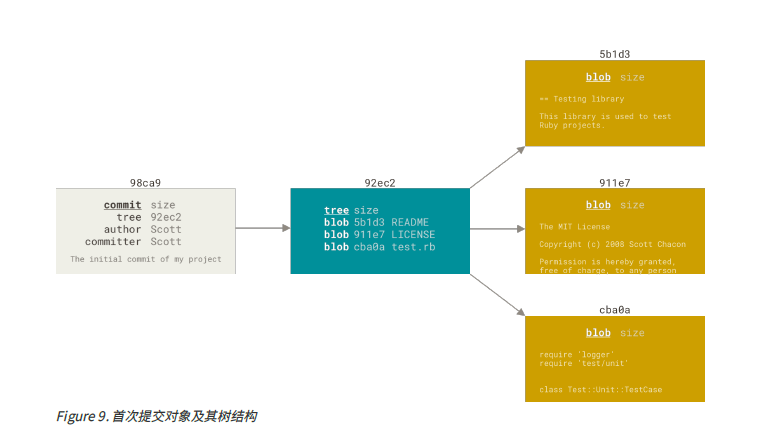 98ca9
commit size
tree 92ec2
author Scott
committer Scott
The initial commit of my project
92ec2
tree size
blob 5b1d3 README
blob 911e7 LICENSE
blob cba0a test.rb
5b1d3
blob size
== Testing library
This library is used to test
Ruby projects.
911e7
blob size
The MIT License
Copyright (c) 2008 Scott Chacon
Permission is hereby granted,
free of charge, to any person
cba0a
blob size
require 'logger'
require 'test/unit'
class Test::Unit::TestCase
Figure 9. 首次提交对象及其树结构